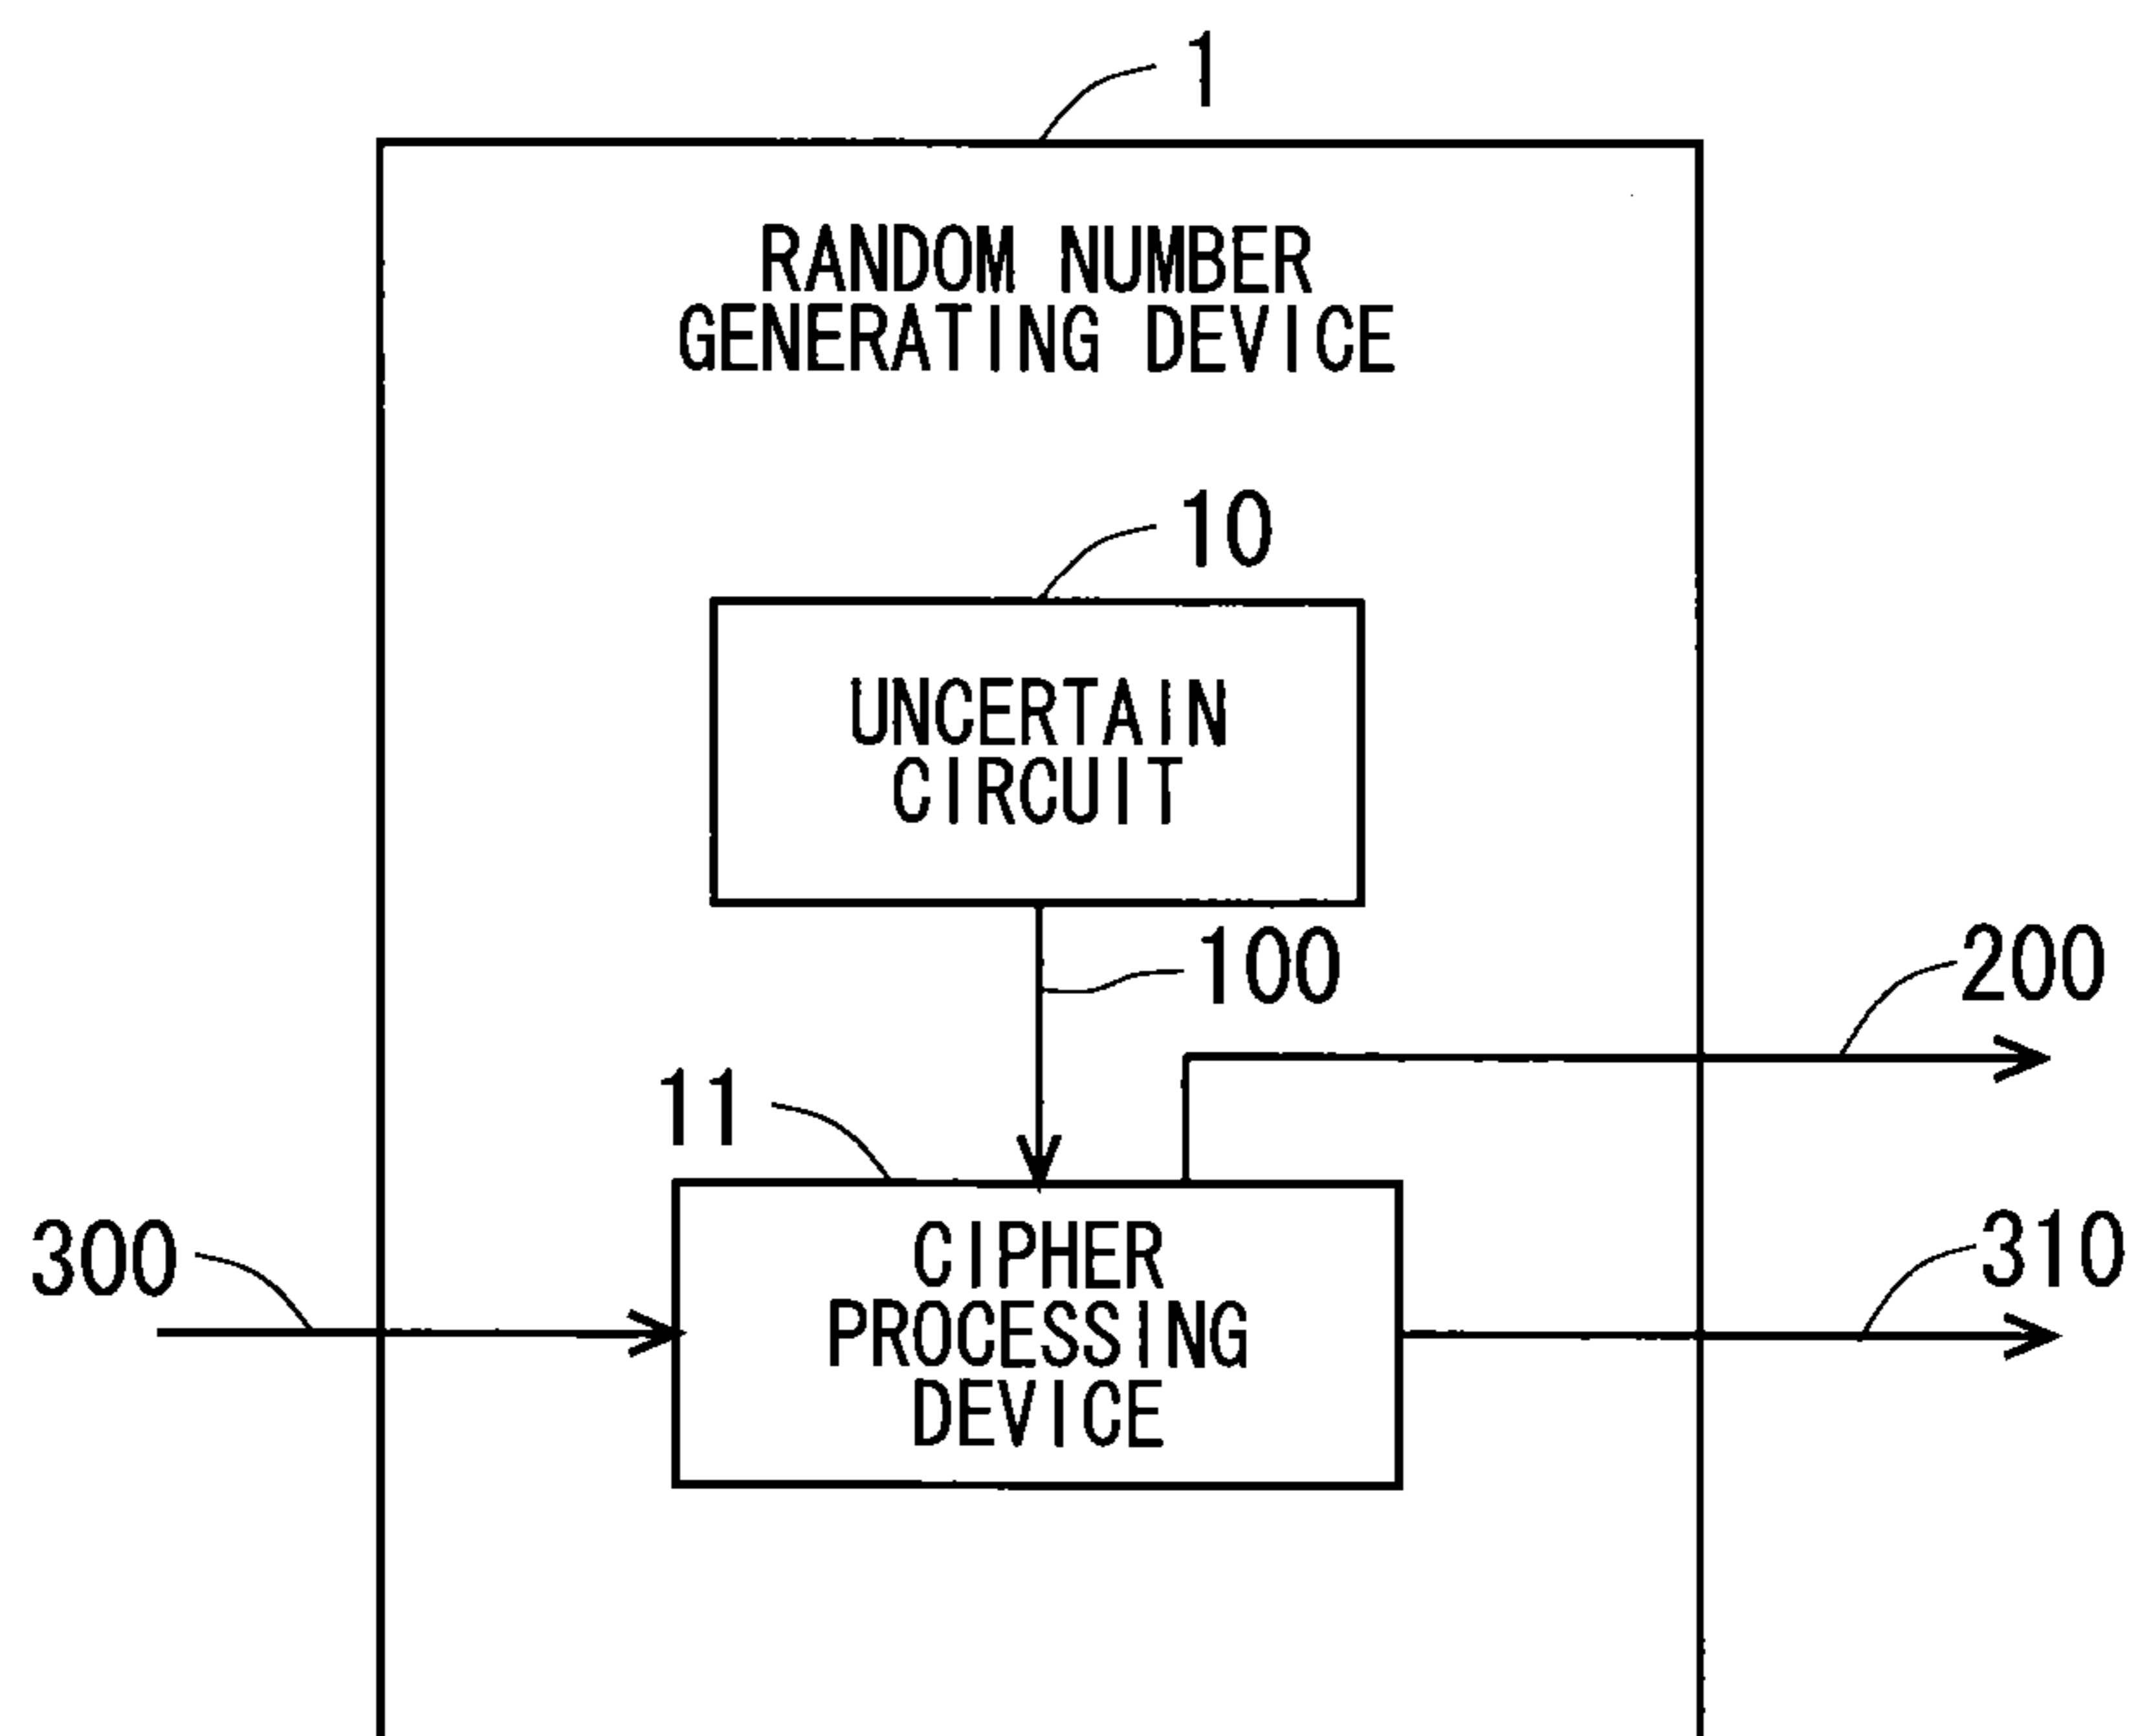 1
RANDOM NUMBER
GENERATING DEVICE
10
UNCERTAIN
CIRCUIT
100
200
11
300
CIPHER
PROCESSING
DEVICE
310